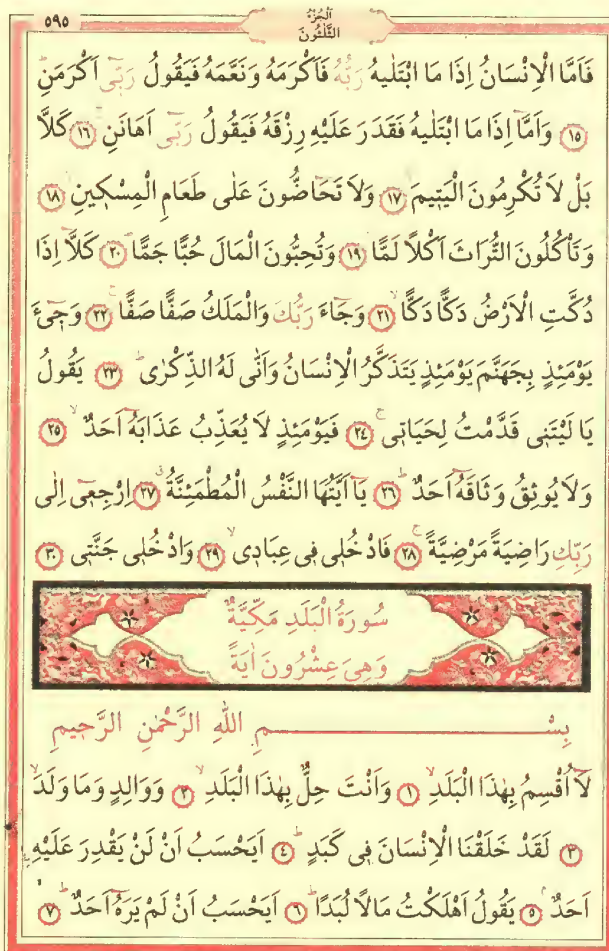 ٥٩٥
اَلْجُزْءُ
الثَّلٰثُونَ
فَاَمَّا الْاِنْسَانُ اِذَا مَا ابْتَلٰيهُ رَبُّهُ فَاَكْرَمَهُ وَنَعَّمَهُ فَيَقُولُ رَبّٓى اَكْرَمَنِ
﴿١٥﴾ وَاَمَّٓا اِذَا مَا ابْتَلٰيهُ فَقَدَرَ عَلَيْهِ رِزْقَهُ فَيَقُولُ رَبّٓى اَهَانَنِ ﴿١٦﴾ كَلَّا
بَلْ لَا تُكْرِمُونَ الْيَتٖيمَ ﴿١٧﴾ وَلَا تَحَٓاضُّونَ عَلٰى طَعَامِ الْمِسْكٖينِ ﴿١٨﴾
وَتَأْكُلُونَ التُّرَاثَ اَكْلًا لَمًّا ﴿١٩﴾ وَتُحِبُّونَ الْمَالَ حُبًّا جَمًّا ﴿٢٠﴾ كَلَّٓا اِذَا
دُكَّتِ الْاَرْضُ دَكًّا دَكًّا ﴿٢١﴾ وَجَٓاءَ رَبُّكَ وَالْمَلَكُ صَفًّا صَفًّا ﴿٢٢﴾ وَجٖٓىءَ
يَوْمَئِذٍ بِجَهَنَّمَ يَوْمَئِذٍ يَتَذَكَّرُ الْاِنْسَانُ وَاَنّٰى لَهُ الذِّكْرٰى ﴿٢٣﴾ يَقُولُ
يَا لَيْتَنٖى قَدَّمْتُ لِحَيَاتٖى ﴿٢٤﴾ فَيَوْمَئِذٍ لَا يُعَذِّبُ عَذَابَهُٓ اَحَدٌ ﴿٢٥﴾
وَلَا يُوثِقُ وَثَاقَهُٓ اَحَدٌ ﴿٢٦﴾ يَٓا اَيَّتُهَا النَّفْسُ الْمُطْمَئِنَّةُ ﴿٢٧﴾ اِرْجِعٖٓى اِلٰى
رَبِّكِ رَاضِيَةً مَرْضِيَّةً ﴿٢٨﴾ فَادْخُلٖى فٖى عِبَادٖى ﴿٢٩﴾ وَادْخُلٖى جَنَّتٖى ﴿٣٠﴾
سُورَةُ الْبَلَدِ مَكِّيَّةٌ
وَهِىَ عِشْرُونَ اٰيَةً
بِسْمِ اللّٰهِ الرَّحْمٰنِ الرَّحٖيمِ
لَٓا اُقْسِمُ بِهٰذَا الْبَلَدِ ﴿١﴾ وَاَنْتَ حِلٌّ بِهٰذَا الْبَلَدِ ﴿٢﴾ وَوَالِدٍ وَمَا وَلَدَ
﴿٣﴾ لَقَدْ خَلَقْنَا الْاِنْسَانَ فٖى كَبَدٍ ﴿٤﴾ اَيَحْسَبُ اَنْ لَنْ يَقْدِرَ عَلَيْهِ
اَحَدٌ ﴿٥﴾ يَقُولُ اَهْلَكْتُ مَالًا لُبَدًا ﴿٦﴾ اَيَحْسَبُ اَنْ لَمْ يَرَهُٓ اَحَدٌ ﴿٧﴾